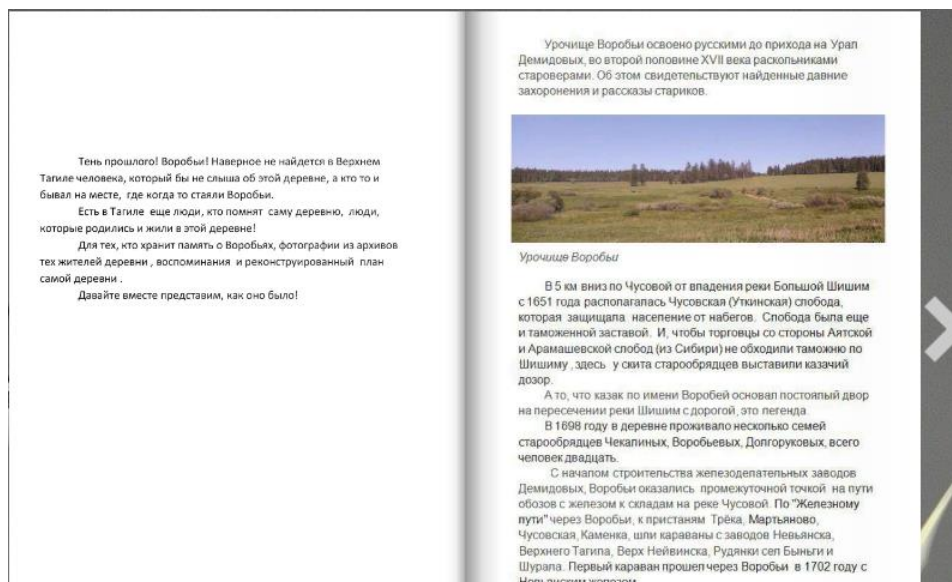 Тень прошлого! Воробьи! Наверное не найдется в Верхнем
Тагиле человека, который бы не слыша об этой деревне, а кто то и
бывал на месте, где когда то стаяли Воробьи.
Есть в Тагиле еще люди, кто помнят саму деревню, люди,
которые родились и жили в этой деревне!
Для тех, кто хранит память о Воробьях, фотографии из архивов
тех жителей деревни , воспоминания и реконструированный план
самой деревни .
Давайте вместе представим, как оно было!
Урочище Воробьи освоено русскими до прихода на Урал
Демидовых, во второй половине XVII века раскольниками
староверами. Об этом свидетельствуют найденные давние
захоронения и рассказы стариков.
Урочище Воробьи
В 5 км вниз по Чусовой от впадения реки Большой Шишим
с 1651 года располагалась Чусовская (Уткинская) слобода,
которая защищала население от набегов. Слобода была еще
и таможенной заставой. И, чтобы торговцы со стороны Аятской
и Арамашевской слобод (из Сибири) не обходили таможню по
Шишиму , здесь у скита старообрядцев выставили казачий
дозор.
А то, что казак по имени Воробей основал постоялый двор
на пересечении реки Шишим с дорогой, это легенда.
В 1698 году в деревне проживало несколько семей
старообрядцев Чекалиных, Воробьевых, Долгоруковых, всего
человек двадцать.
С началом строительства железоделательных заводов
Демидовых, Воробьи оказались промежуточной точкой на пути
обозов с железом к складам на реке Чусовой. По "Железному
пути" через Воробьи, к пристаням Трёка, Мартьяново,
Чусовская, Каменка, шли караваны с заводов Невьянска,
Верхнего Тагила, Верх Нейвинска, Рудянки сел Быньги и
Шурала. Первый караван прошел через Воробьи в 1702 году с
Невьянским железом.